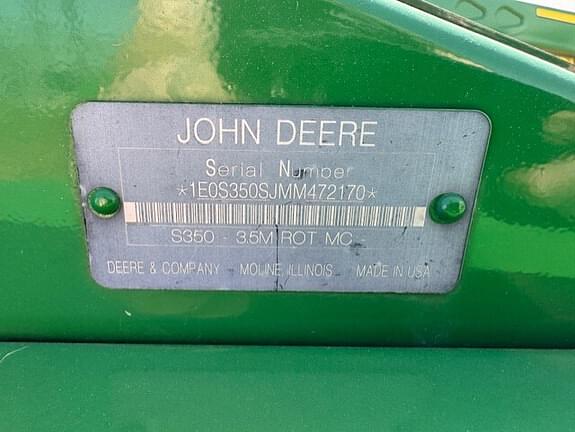 JOHN DEERE
Serial Number
*1E0S350SJMM472170*
S350 - 3.5M ROT MC
DEERE & COMPANY MOLINE, ILLINOIS MADE IN USA